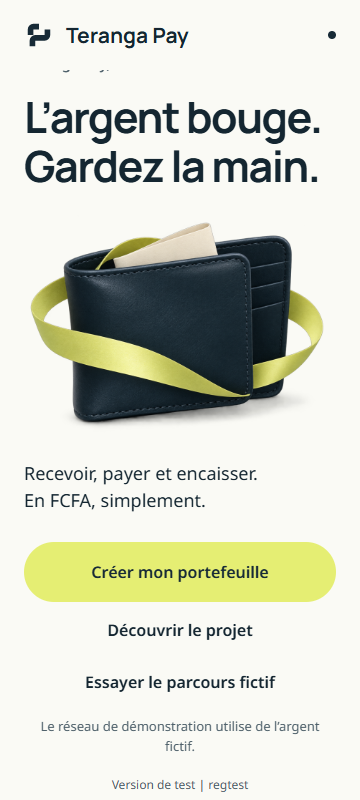 Teranga Pay
L’argent bouge.
Gardez la main.
Recevoir, payer et encaisser.
En FCFA, simplement.
Créer mon portefeuille
Découvrir le projet
Essayer le parcours fictif
Le réseau de démonstration utilise de l’argent
fictif.
Version de test | regtest